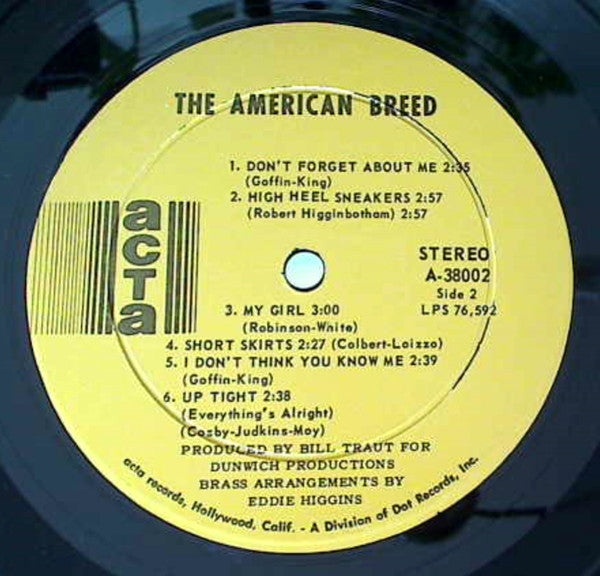 THE AMERICAN BREED
1. DON'T FORGET ABOUT ME 2:35
(Goffin-King)
2. HIGH HEEL SNEAKERS 2:57
(Robert Higginbotham) 2:57
acta
STEREO
A-38002
Side 2
LPS 76,592
3. MY GIRL 3:00
(Robinson-White)
4. SHORT SKIRTS 2:27 (Colbert-Loizzo)
5. I DON'T THINK YOU KNOW ME 2:39
(Goffin-King)
6. UP TIGHT 2:38
(Everything's Alright)
(Cosby-Judkins-Moy)
PRODUCED BY BILL TRAUT FOR
DUNWICH PRODUCTIONS
BRASS ARRANGEMENTS BY
EDDIE HIGGINS
acta records, Hollywood, Calif. - A Division of Dot Records, Inc.